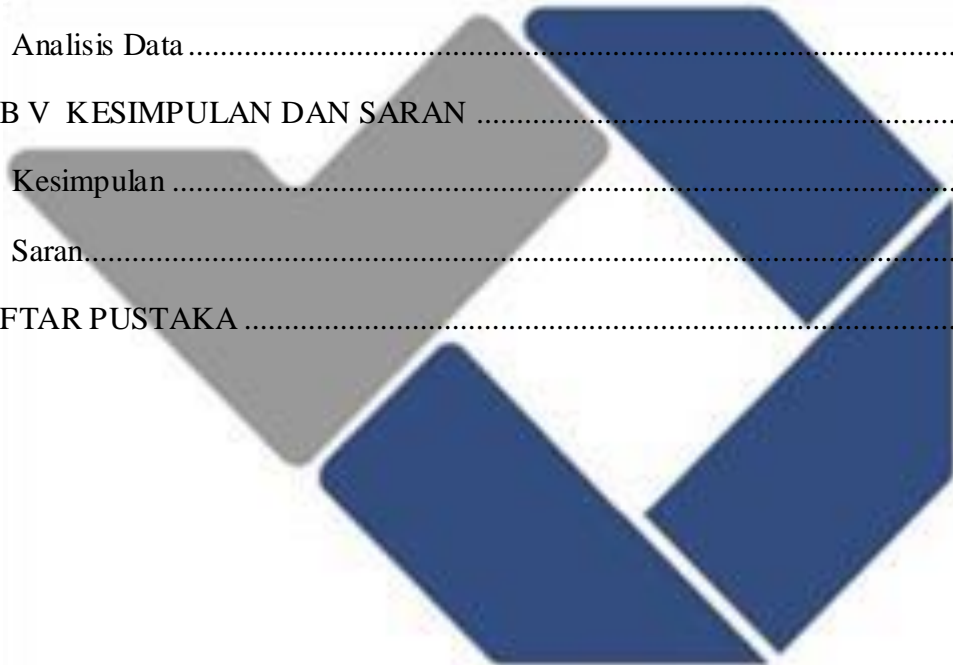 Analisis Data ................................................................................................
B V KESIMPULAN DAN SARAN ............................................................
Kesimpulan ..................................................................................................
Saran.............................................................................................................
FTAR PUSTAKA .........................................................................................